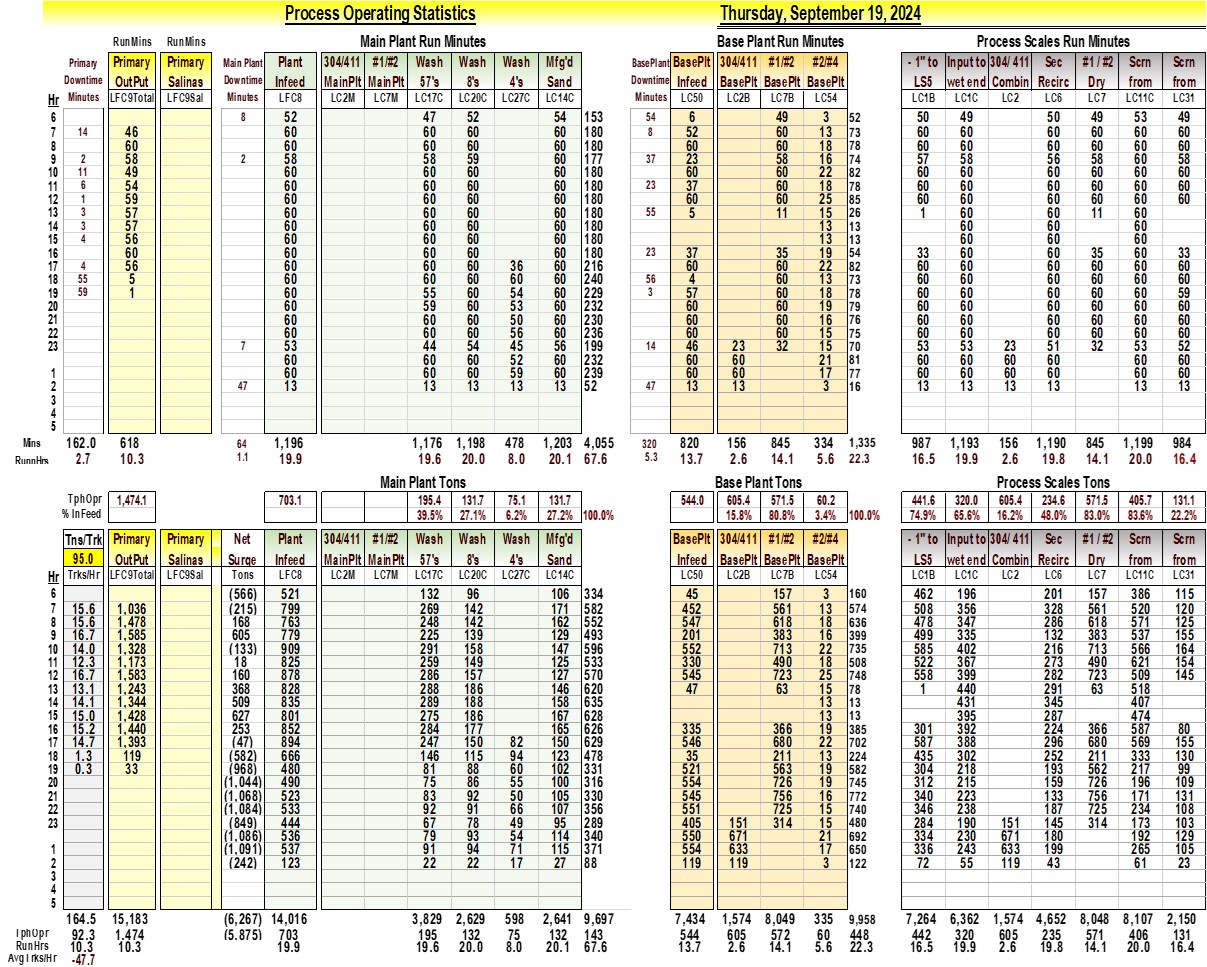 Process Operating Statistics Thursday, September 19, 2024
RunMins RunMins Main Plant Run Minutes Base Plant Run Minutes Process Scales Run Minutes
Primary Primary Primary Main Plant Plant 304/411 #1/#2 Wash Wash Wash Mfg'd BasePlant BasePlt 304/411 #1/#2 #2/#4 - 1" to Input to 304/ 411 Sec #1 / #2 Scrn Scrn
Downtime OutPut Salinas Downtime Infeed MainPlt MainPlt 57's 8's 4's Sand Downtime Infeed BasePlt BasePlt BasePlt LS5 wet end Combin Recirc Dry from from
Hr Minutes LFC9Total LFC9Sal Minutes LFC8 LC2M LC7M LC17C LC20C LC27C LC14C Minutes LC50 LC2B LC7B LC54 LC1B LC1C LC2 LC6 LC7 LC11C LC31
6 8 52 47 52 54 153 54 6 49 3 52 50 49 50 49 53 49
7 14 46 60 60 60 60 180 8 52 60 13 73 60 60 60 60 60 60
8 60 60 60 60 60 180 60 60 18 78 60 60 60 60 60 60
9 2 58 2 58 58 59 58 177 37 23 58 16 74 57 58 56 58 60 58
10 11 49 60 60 60 60 180 60 60 22 82 60 60 60 60 60 60
11 6 54 60 60 60 60 180 23 37 60 18 78 60 60 60 60 60 60
12 1 59 60 60 60 60 180 60 60 25 85 60 60 60 60 60 60
13 3 57 60 60 60 60 180 55 5 11 15 26 1 60 60 11 60
14 3 57 60 60 60 60 180 13 13 60 60 60
15 4 56 60 60 60 60 180 13 13 60 60 60
16 60 60 60 60 60 180 23 37 35 19 54 33 60 60 35 60 33
17 4 56 60 60 60 36 60 216 60 60 22 82 60 60 60 60 60 60
18 55 5 60 60 60 60 60 240 56 4 60 13 73 60 60 60 60 60 60
19 59 1 60 55 60 54 60 229 3 57 60 18 78 60 60 60 60 60 59
20 60 59 60 53 60 232 60 60 19 79 60 60 60 60 60 60
21 60 60 60 50 60 230 60 60 16 76 60 60 60 60 60 60
22 60 60 60 56 60 236 60 60 15 75 60 60 60 60 60 60
23 7 53 44 54 45 56 199 14 46 23 32 15 70 53 53 23 51 32 53 52
60 60 60 52 60 232 60 60 21 81 60 60 60 60 60 60
1 60 60 60 59 60 239 60 60 17 77 60 60 60 60 60 60
2 47 13 13 13 13 13 52 47 13 13 3 16 13 13 13 13 13 13
3
4
5
Mins 162.0 618 64 1,196 1,176 1,198 478 1,203 4,055 320 820 156 845 334 1,335 987 1,193 156 1,190 845 1,199 984
RunnHrs 2.7 10.3 1.1 19.9 19.6 20.0 8.0 20.1 67.6 5.3 13.7 2.6 14.1 5.6 22.3 16.5 19.9 2.6 19.8 14.1 20.0 16.4
Main Plant Tons Base Plant Tons Process Scales Tons
TphOpr 1,474.1 703.1 195.4 131.7 75.1 131.7 544.0 605.4 571.5 60.2 441.6 320.0 605.4 234.6 571.5 405.7 131.1
% InFeed 39.5% 27.1% 6.2% 27.2% 100.0% 15.8% 80.8% 3.4% 100.0% 74.9% 65.6% 16.2% 48.0% 83.0% 83.6% 22.2%
Tns/Trk Primary Primary Net Plant 304/411 #1/#2 Wash Wash Wash Mfg'd BasePlt 304/411 #1/#2 #2/#4 - 1" to Input to 304/ 411 Sec #1 / #2 Scrn Scrn
95.0 OutPut Salinas Surge Infeed MainPlt MainPlt 57's 8's 4's Sand Infeed BasePlt BasePlt BasePlt LS5 wet end Combin Recirc Dry from from
Hr Trks/Hr LFC9Total LFC9Sal Tons LFC8 LC2M LC7M LC17C LC20C LC27C LC14C LC50 LC2B LC7B LC54 LC1B LC1C LC2 LC6 LC7 LC11C LC31
6 (566) 521 132 96 106 334 45 157 3 160 462 196 201 157 386 115
7 15.6 1,036 (215) 799 269 142 171 582 452 561 13 574 508 356 328 561 520 120
8 15.6 1,478 168 763 248 142 162 552 547 618 18 636 478 347 286 618 571 125
9 16.7 1,585 605 779 225 139 129 493 201 383 16 399 499 335 132 383 537 155
10 14.0 1,328 (133) 909 291 158 147 596 552 713 22 735 585 402 216 713 566 164
11 12.3 1,173 18 825 259 149 125 533 330 490 18 508 522 367 273 490 621 154
12 16.7 1,583 160 878 286 157 127 570 545 723 25 748 558 399 282 723 509 145
13 13.1 1,243 368 828 288 186 146 620 47 63 15 78 1 440 291 63 518
14 14.1 1,344 509 835 289 188 158 635 13 13 431 345 407
15 15.0 1,428 627 801 275 186 167 628 13 13 395 287 474
16 15.2 1,440 253 852 284 177 165 626 335 366 19 385 301 392 224 366 587 80
17 14.7 1,393 (47) 894 247 150 82 150 629 546 680 22 702 587 388 296 680 569 155
18 1.3 119 (582) 666 146 115 94 123 478 35 211 13 224 435 302 252 211 333 130
19 0.3 33 (968) 480 81 88 60 102 331 521 563 19 582 304 218 193 562 217 99
20 (1,044) 490 75 86 55 100 316 554 726 19 745 312 215 159 726 196 109
21 (1,068) 523 83 92 50 105 330 545 756 16 772 340 223 133 756 171 131
22 (1,084) 533 92 91 66 107 356 551 725 15 740 346 238 187 725 234 108
23 (849) 444 67 78 49 95 289 405 151 314 15 480 284 190 151 145 314 173 103
(1,086) 536 79 93 54 114 340 550 671 21 692 334 230 671 180 192 129
1 (1,091) 537 91 94 71 115 371 554 633 17 650 336 243 633 199 265 105
2 (242) 123 22 22 17 27 88 119 119 3 122 72 55 119 43 61 23
3
4
5
164.5 15,183 (6,267) 14,016 3,829 2,629 598 2,641 9,697 7,434 1,574 8,049 335 9,958 7,264 6,362 1,574 4,652 8,048 8,107 2,150
TphOpr 92.3 1,474 (5.875) 703 195 132 75 132 143 544 605 572 60 448 442 320 605 235 571 406 131
RunHrs 10.3 10.3 19.9 19.6 20.0 8.0 20.1 67.6 13.7 2.6 14.1 5.6 22.3 16.5 19.9 2.6 19.8 14.1 20.0 16.4
Avg Trks/Hr -47.7